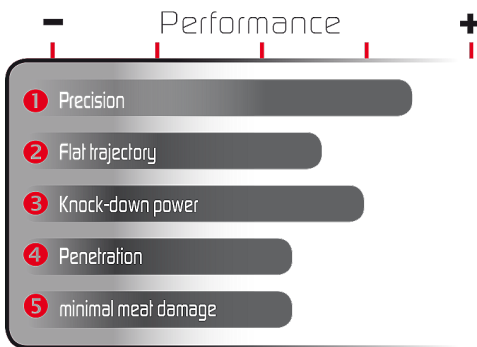 − Performance +
1 Precision
2 Flat trajectory
3 Knock-down power
4 Penetration
5 minimal meat damage